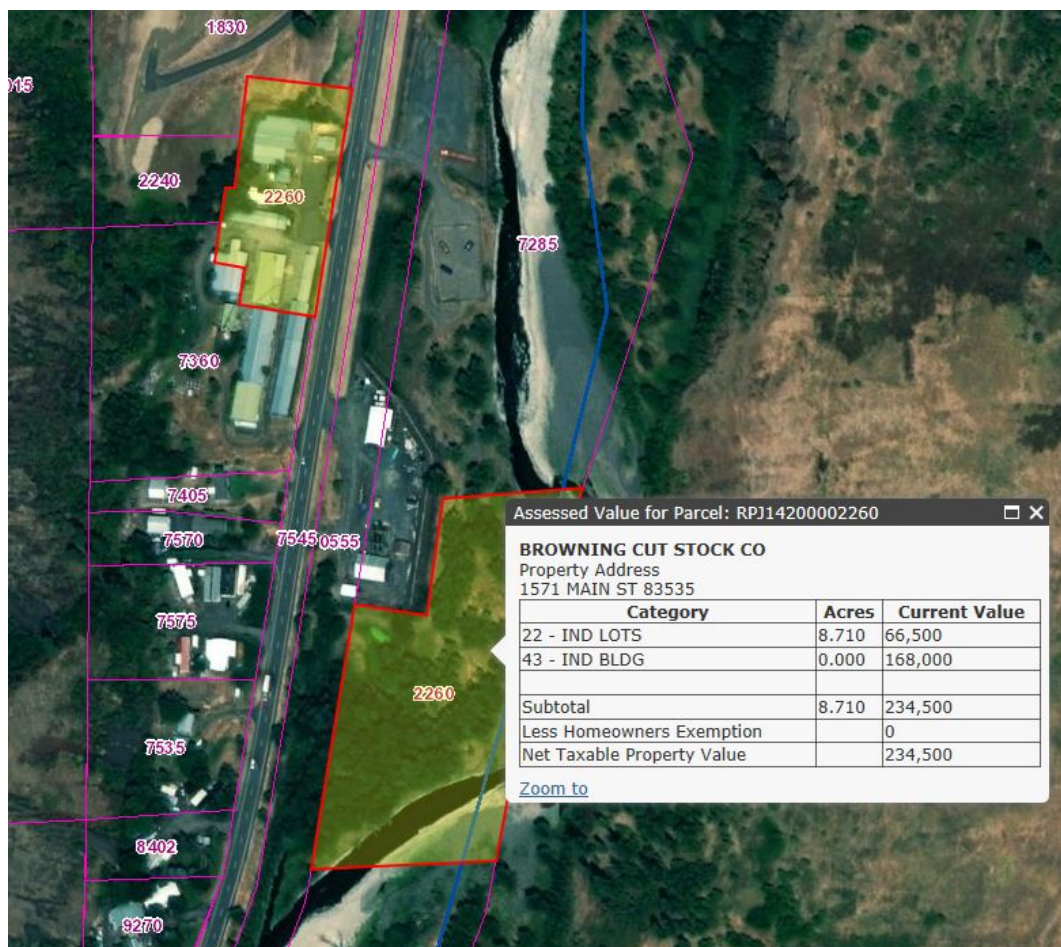 1830
2240
2260
7285
7360
7405
7570
7545
0555
7575
2260
7535
8402
9270
Assessed Value for Parcel: RPJ14200002260
BROWNING CUT STOCK CO
Property Address
1571 MAIN ST 83535
Category Acres Current Value
22 - IND LOTS 8.710 66,500
43 - IND BLDG 0.000 168,000
Subtotal 8.710 234,500
Less Homeowners Exemption 0
Net Taxable Property Value 234,500
Zoom to